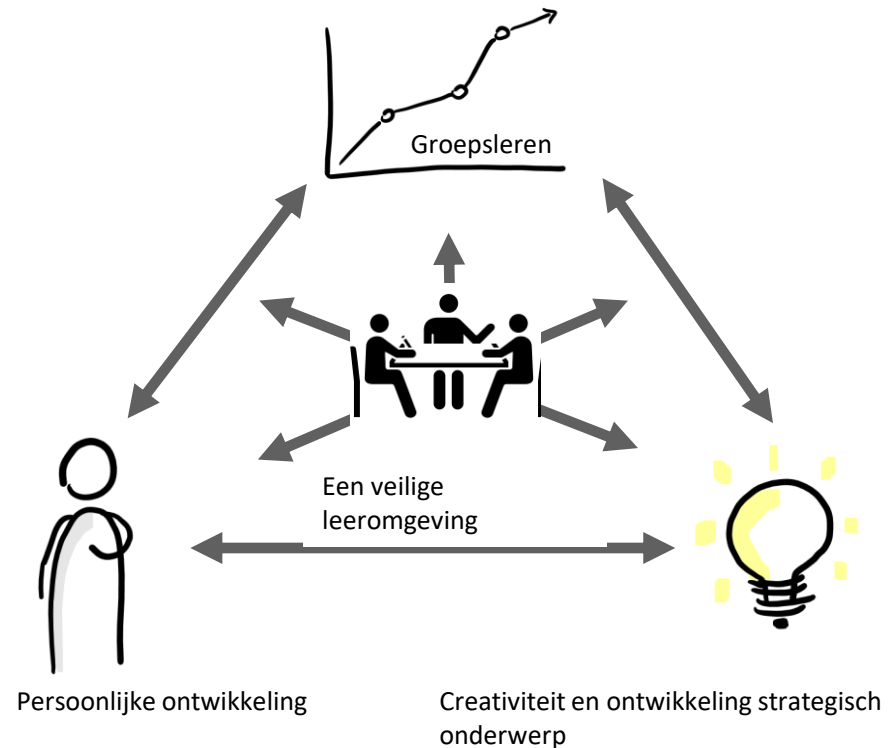 Groepsleren
Een veilige
leeromgeving
Persoonlijke ontwikkeling
Creativiteit en ontwikkeling strategisch
onderwerp